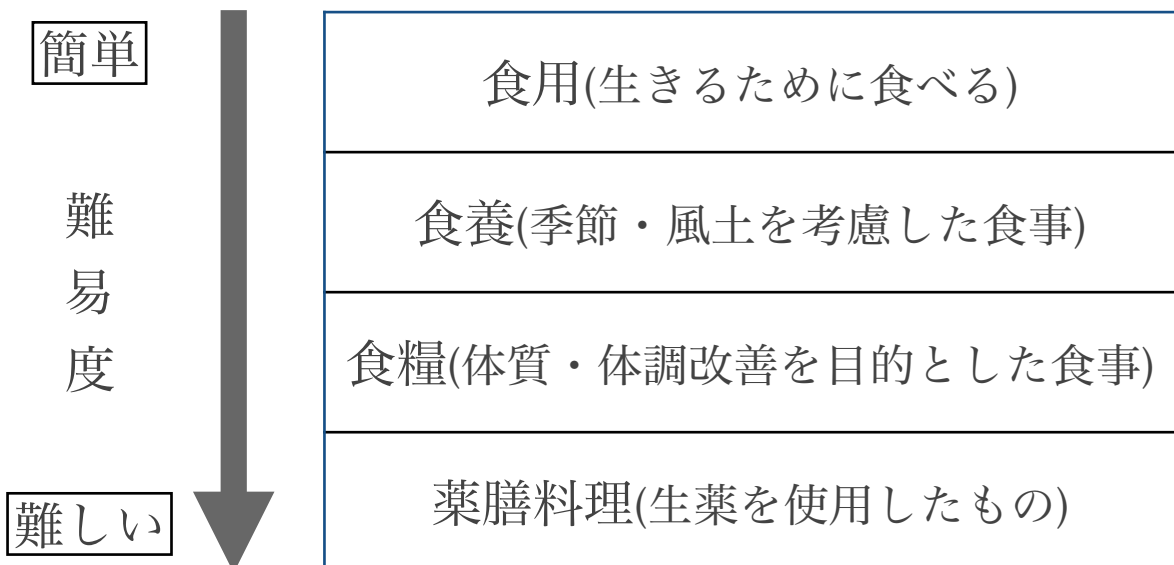 簡単
難易度
難しい
食用(生きるために食べる)
食養(季節・風土を考慮した食事)
食糧(体質・体調改善を目的とした食事)
薬膳料理(生薬を使用したもの)